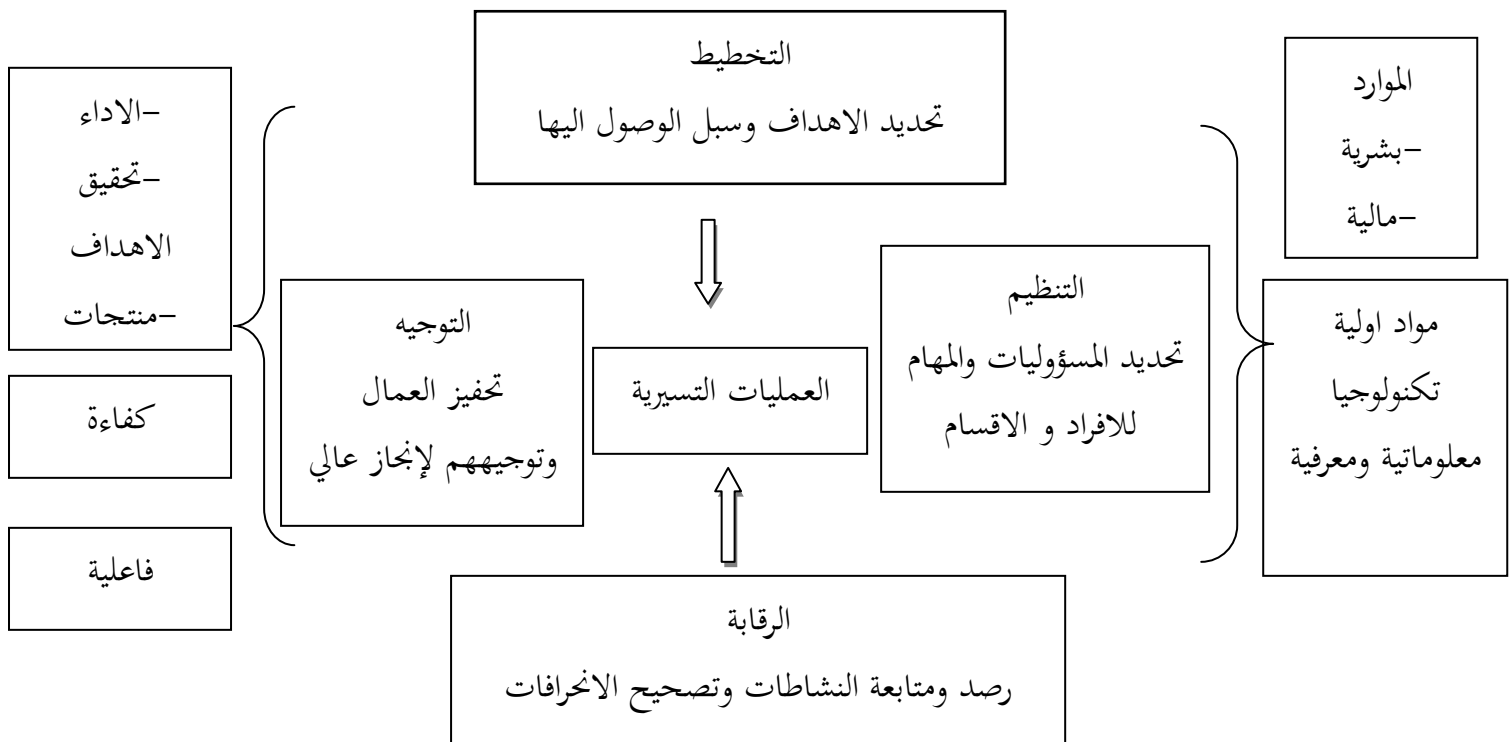 التخطيط
تحديد الاهداف وسبل الوصول اليها
الموارد
–بشرية
–مالية
مواد اولية
تكنولوجيا
معلوماتية ومعرفية
التنظيم
تحديد المسؤوليات والمهام
للافراد و الاقسام
العمليات التسيرية
التوجيه
تحفيز العمال
وتوجيههم لإنجاز عالي
–الاداء
–تحقيق
الاهداف
–منتجات
كفاءة
فاعلية
الرقابة
رصد ومتابعة النشاطات وتصحيح الانحرافات